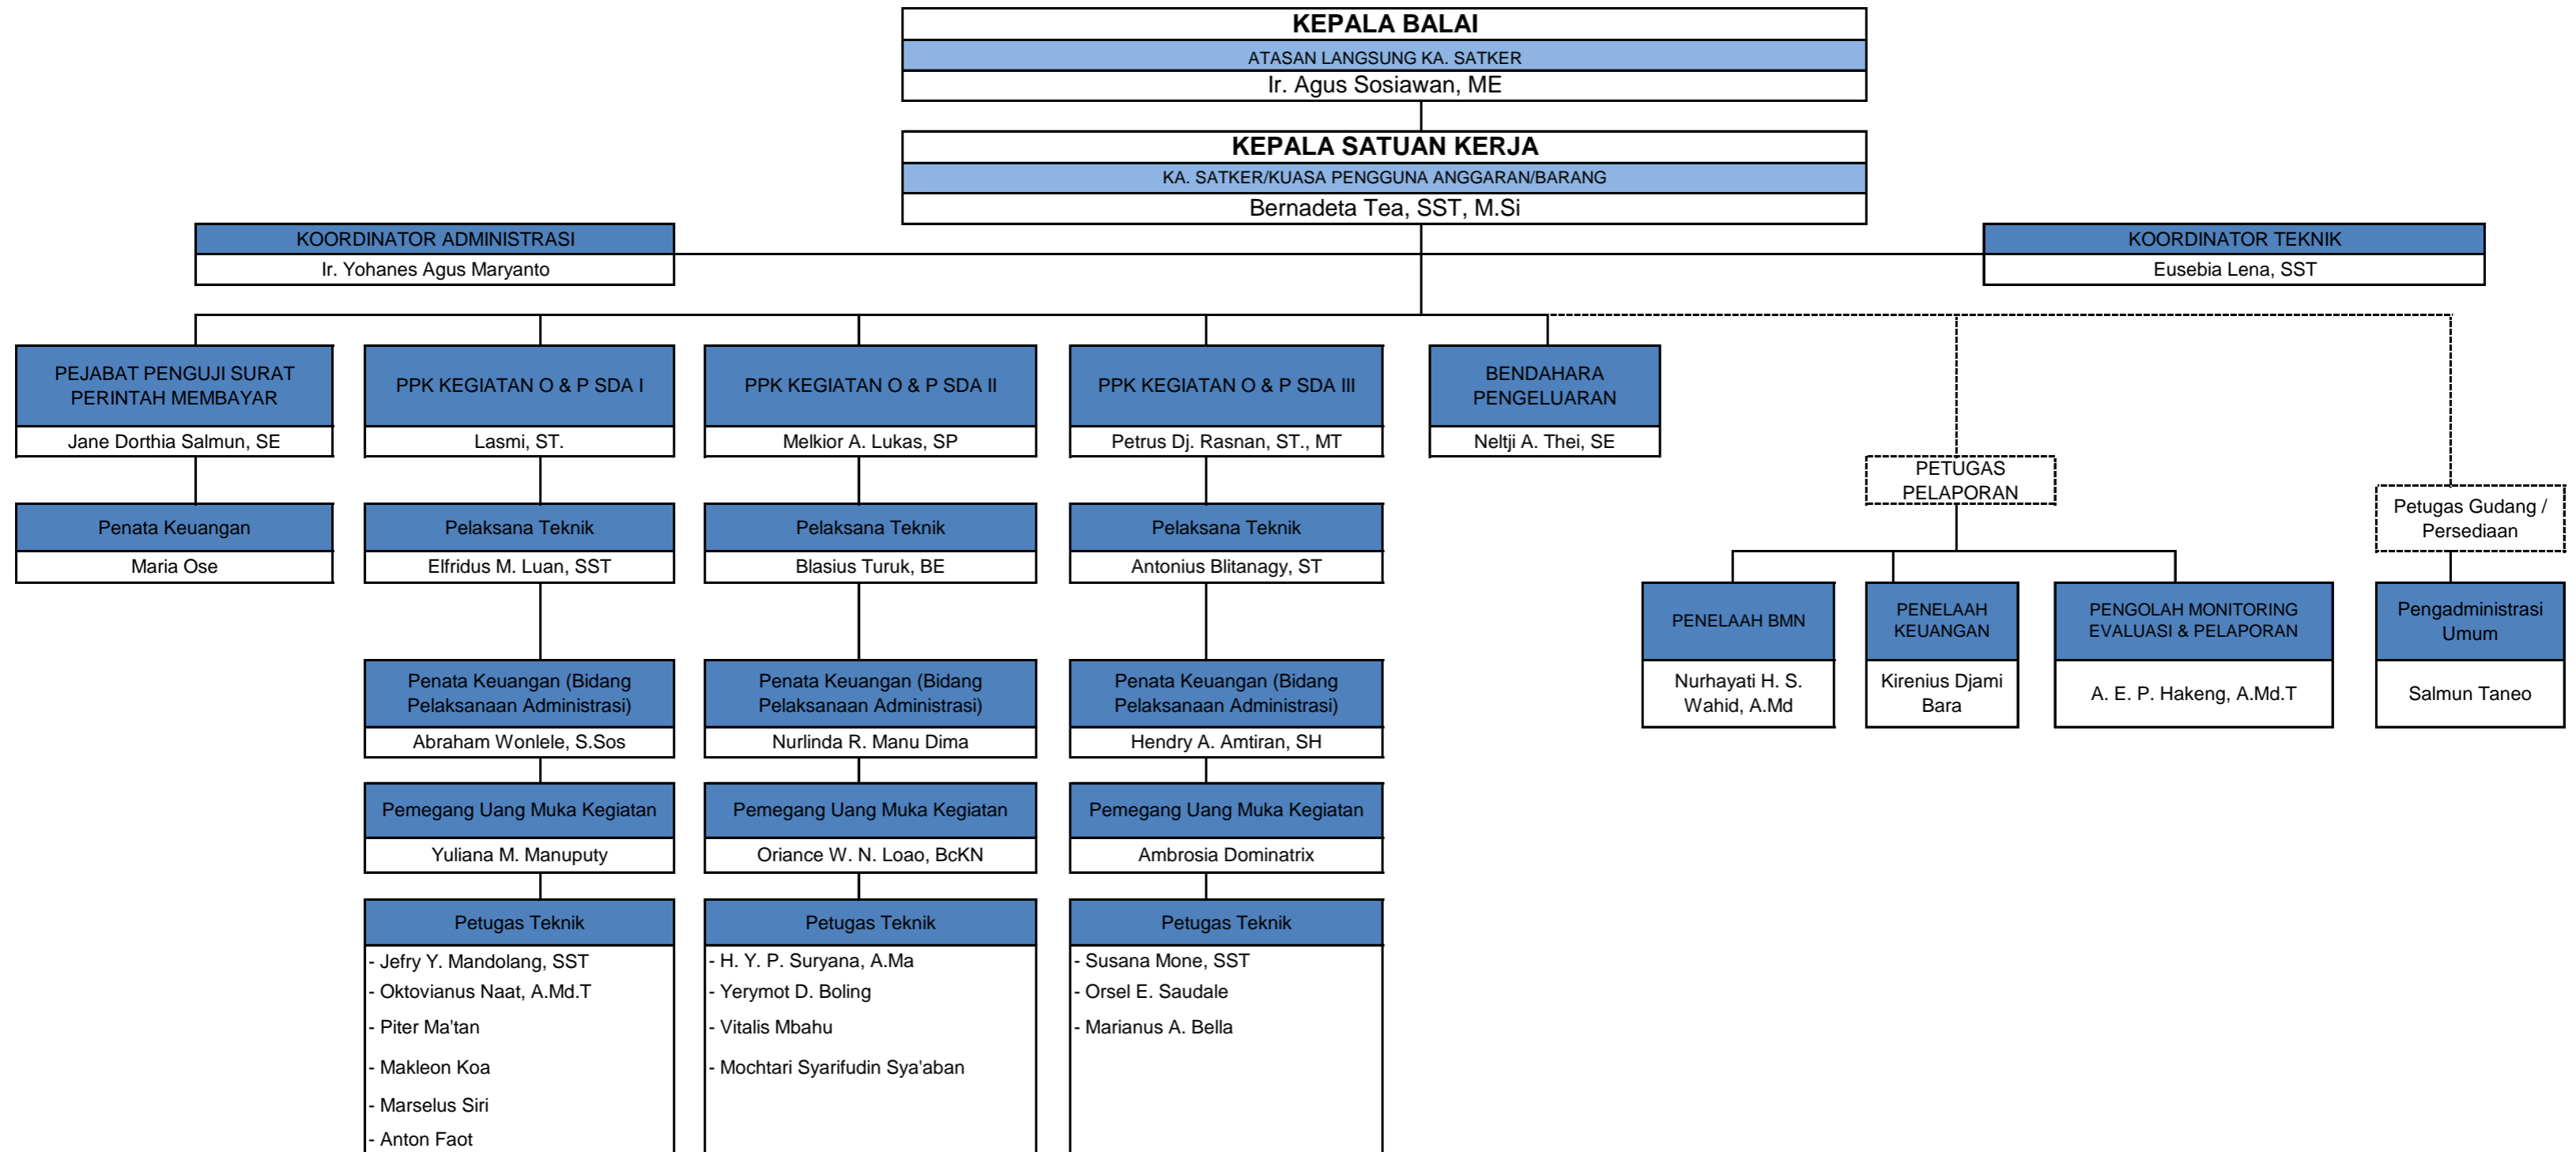 KEPALA BALAI
ATASAN LANGSUNG KA. SATKER
Ir. Agus Sosiawan, ME
KEPALA SATUAN KERJA
KA. SATKER/KUASA PENGGUNA ANGGARAN/BARANG
Bernadeta Tea, SST, M.Si
KOORDINATOR ADMINISTRASI
Ir. Yohanes Agus Maryanto
KOORDINATOR TEKNIK
Eusebia Lena, SST
PEJABAT PENGUJI SURAT
PERINTAH MEMBAYAR
Jane Dorthia Salmun, SE
Penata Keuangan
Maria Ose
PPK KEGIATAN O & P SDA I
Lasmi, ST.
Pelaksana Teknik
Elfridus M. Luan, SST
Penata Keuangan (Bidang
Pelaksanaan Administrasi)
Abraham Wonlele, S.Sos
Pemegang Uang Muka Kegiatan
Yuliana M. Manuputy
Petugas Teknik
- Jefry Y. Mandolang, SST
- Oktovianus Naat, A.Md.T
- Piter Ma'tan
- Makleon Koa
- Marselus Siri
- Anton Faot
PPK KEGIATAN O & P SDA II
Melkior A. Lukas, SP
Pelaksana Teknik
Blasius Turuk, BE
Penata Keuangan (Bidang
Pelaksanaan Administrasi)
Nurlinda R. Manu Dima
Pemegang Uang Muka Kegiatan
Oriance W. N. Loao, BcKN
Petugas Teknik
- H. Y. P. Suryana, A.Ma
- Yerymot D. Boling
- Vitalis Mbahu
- Mochtari Syarifudin Sya'aban
PPK KEGIATAN O & P SDA III
Petrus Dj. Rasnan, ST., MT
Pelaksana Teknik
Antonius Blitanagy, ST
Penata Keuangan (Bidang
Pelaksanaan Administrasi)
Hendry A. Amtiran, SH
Pemegang Uang Muka Kegiatan
Ambrosia Dominatrix
Petugas Teknik
- Susana Mone, SST
- Orsel E. Saudale
- Marianus A. Bella
BENDAHARA
PENGELUARAN
Neltji A. Thei, SE
PETUGAS
PELAPORAN
PENELAAH BMN
Nurhayati H. S.
Wahid, A.Md
PENELAAH
KEUANGAN
Kirenius Djami
Bara
PENGOLAH MONITORING
EVALUASI & PELAPORAN
A. E. P. Hakeng, A.Md.T
Petugas Gudang /
Persediaan
Pengadministrasi
Umum
Salmun Taneo